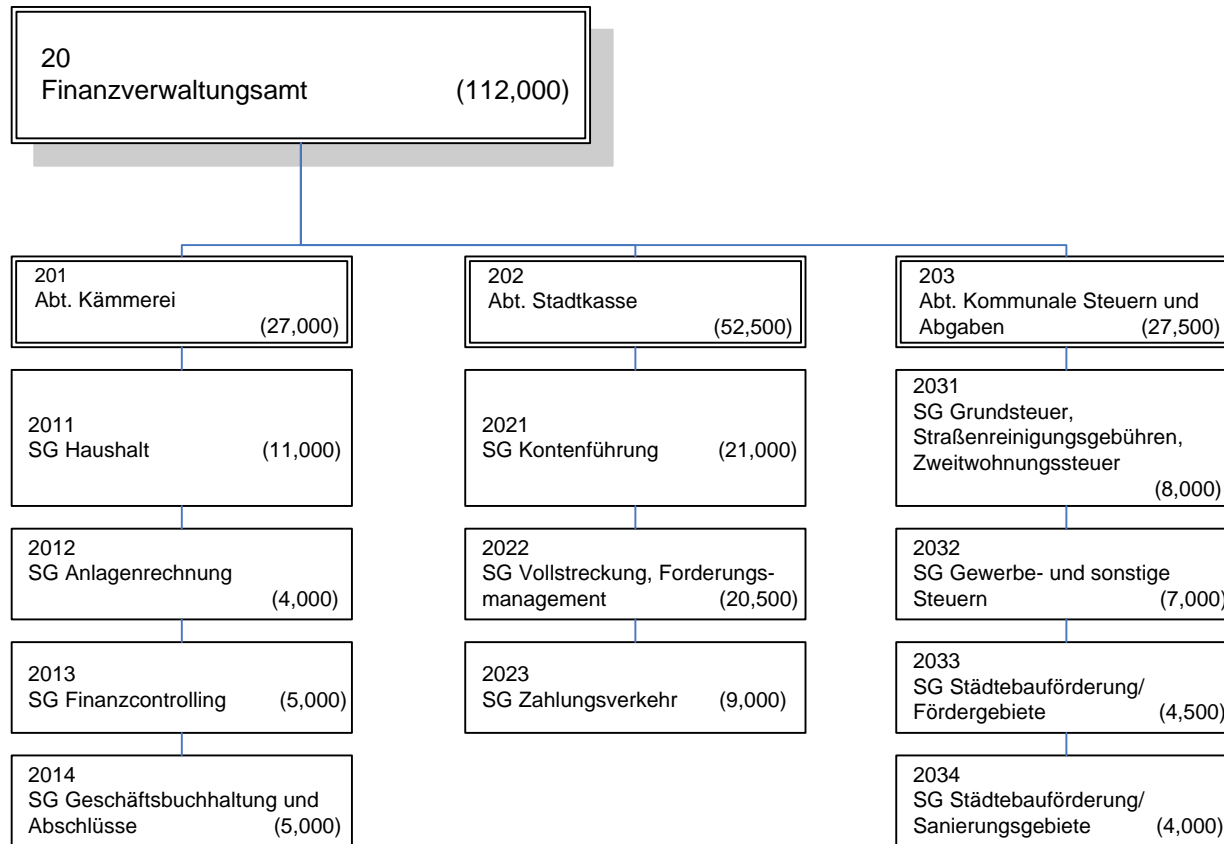 20
Finanzverwaltungsamt (112,000)
201
Abt. Kämmerei
(27,000)
2011
SG Haushalt (11,000)
2012
SG Anlagenrechnung
(4,000)
2013
SG Finanzcontrolling (5,000)
2014
SG Geschäftsbuchhaltung und
Abschlüsse (5,000)
202
Abt. Stadtkasse
(52,500)
2021
SG Kontenführung (21,000)
2022
SG Vollstreckung, Forderungs-
management (20,500)
2023
SG Zahlungsverkehr (9,000)
203
Abt. Kommunale Steuern und
Abgaben (27,500)
2031
SG Grundsteuer,
Straßenreinigungsgebühren,
Zweitwohnungssteuer
(8,000)
2032
SG Gewerbe- und sonstige
Steuern (7,000)
2033
SG Städtebauförderung/
Fördergebiete (4,500)
2034
SG Städtebauförderung/
Sanierungsgebiete (4,000)